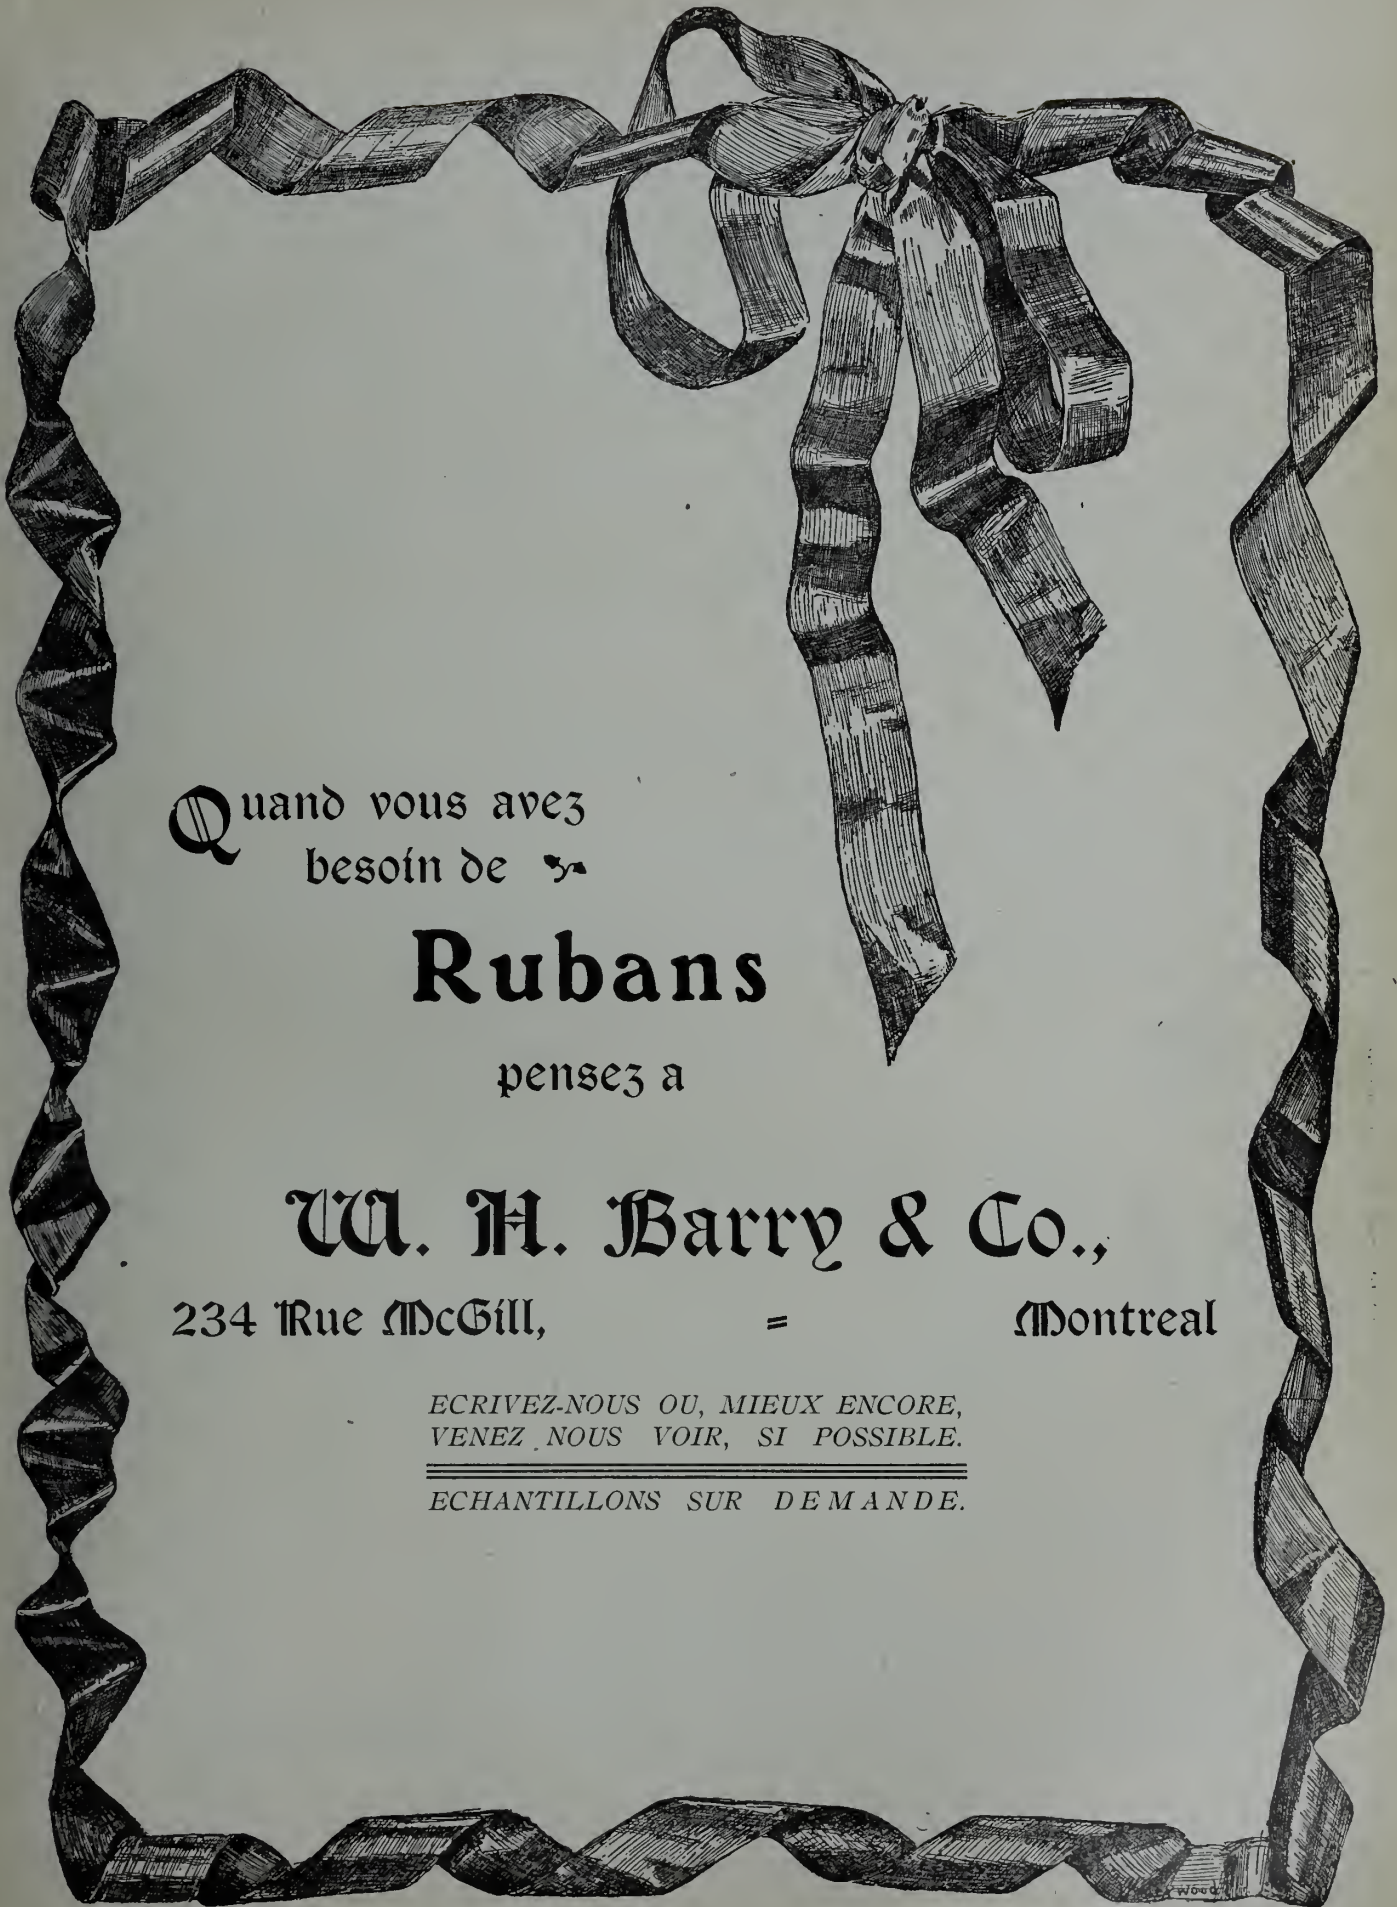 Quand vous avez
besoin de
Rubans
pensez a
W. H. Barry & Co.,
234 Rue McGill, = Montreal
ECRIVEZ-NOUS OU, MIEUX ENCORE,
VENEZ NOUS VOIR, SI POSSIBLE.
ECHANTILLONS SUR DEMANDE.